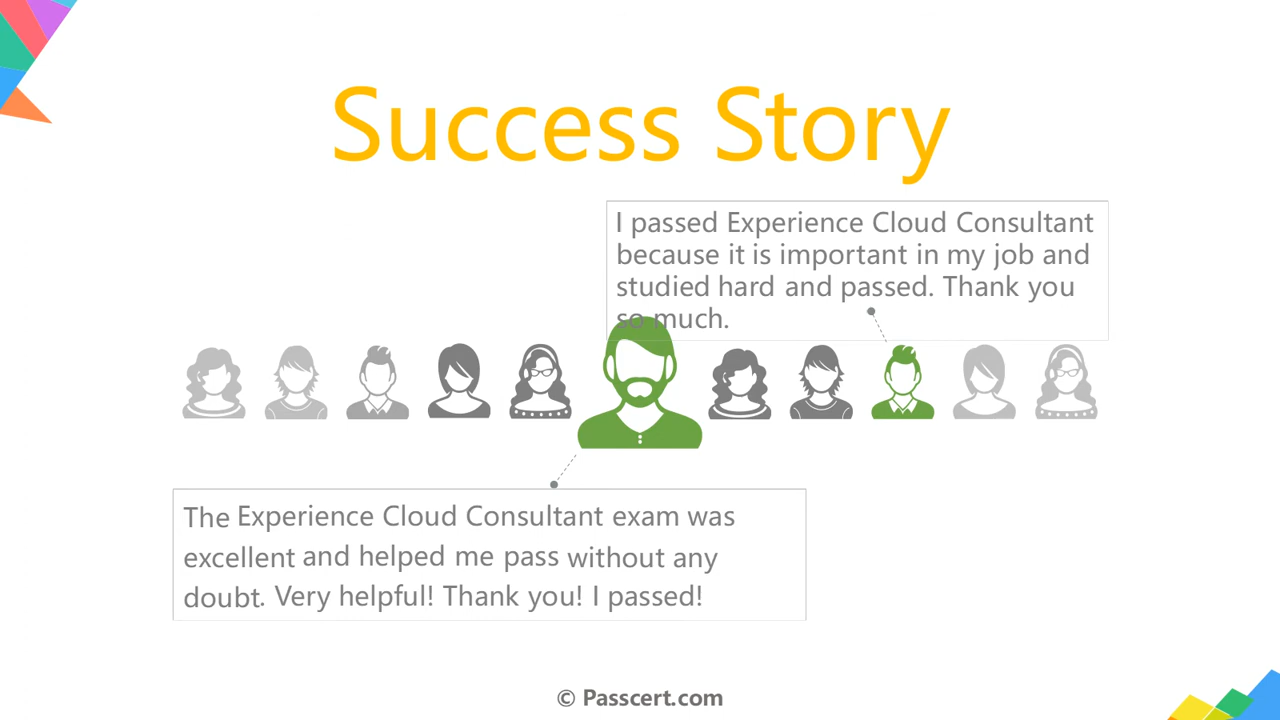 Success Story
I passed Experience Cloud Consultant
because it is important in my job and
studied hard and passed. Thank you
so much.
The Experience Cloud Consultant exam was
excellent and helped me pass without any
doubt. Very helpful! Thank you! I passed!
© Passcert.com